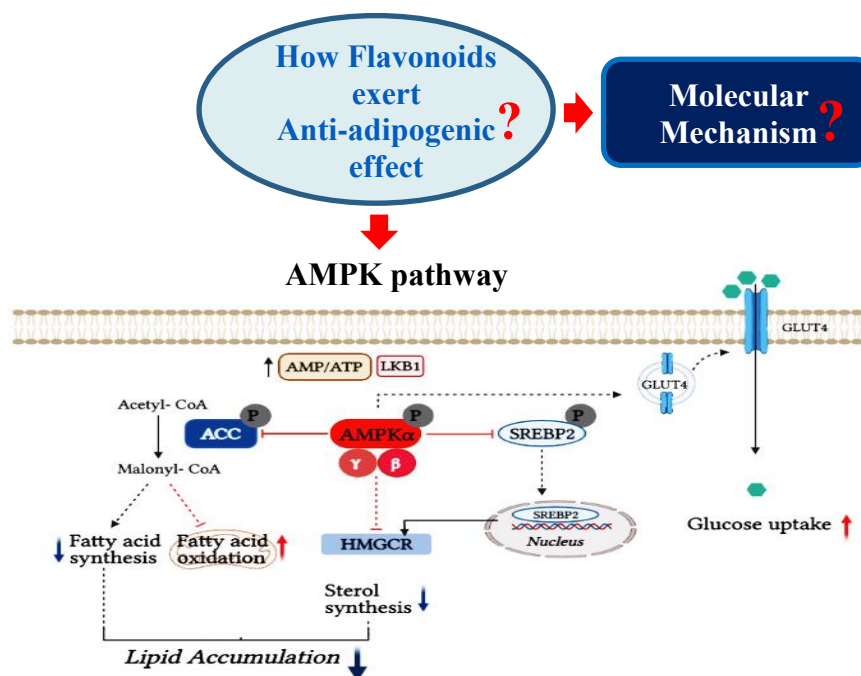 How Flavonoids
exert
Anti-adipogenic
effect
?
Molecular
Mechanism
?
AMPK pathway
GLUT4
AMP/ATP
LKB1
GLUT4
Acetyl- CoA
P
ACC
P
AMPKα
γ
β
P
SREBP2
Malonyl- CoA
SREBP2
Nucleus
Fatty acid
synthesis
Fatty acid
oxidation
HMGCR
Glucose uptake
Sterol
synthesis
Lipid Accumulation